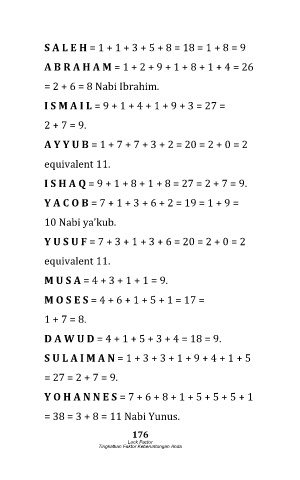 S A L E H = 1 + 1 + 3 + 5 + 8 = 18 = 1 + 8 = 9
A B R A H A M = 1 + 2 + 9 + 1 + 8 + 1 + 4 = 26
= 2 + 6 = 8 Nabi Ibrahim.
I S M A I L = 9 + 1 + 4 + 1 + 9 + 3 = 27 =
2 + 7 = 9.
A Y Y U B = 1 + 7 + 7 + 3 + 2 = 20 = 2 + 0 = 2
equivalent 11.
I S H A Q = 9 + 1 + 8 + 1 + 8 = 27 = 2 + 7 = 9.
Y A C O B = 7 + 1 + 3 + 6 + 2 = 19 = 1 + 9 =
10 Nabi ya’kub.
Y U S U F = 7 + 3 + 1 + 3 + 6 = 20 = 2 + 0 = 2
equivalent 11.
M U S A = 4 + 3 + 1 + 1 = 9.
M O S E S = 4 + 6 + 1 + 5 + 1 = 17 =
1 + 7 = 8.
D A W U D = 4 + 1 + 5 + 3 + 4 = 18 = 9.
S U L A I M A N = 1 + 3 + 3 + 1 + 9 + 4 + 1 + 5
= 27 = 2 + 7 = 9.
Y O H A N N E S = 7 + 6 + 8 + 1 + 5 + 5 + 5 + 1
= 38 = 3 + 8 = 11 Nabi Yunus.
176
Luck Factor
Tingkatkan Faktor Keberuntungan Anda